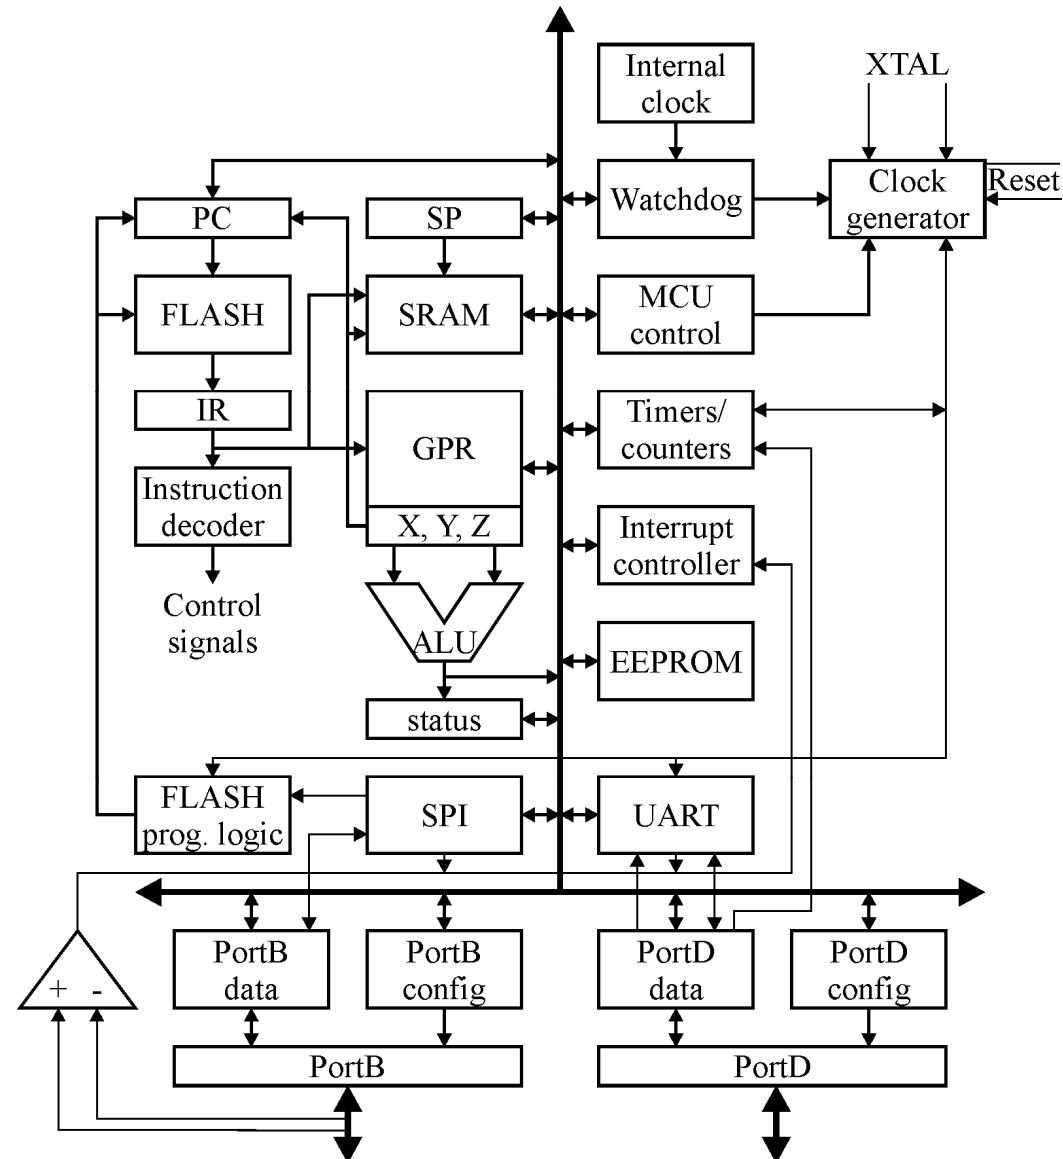 Internal
clock
XTAL
Watchdog
Clock
generator
Reset
PC
SP
FLASH
SRAM
MCU
control
IR
GPR
Timers/
counters
Instruction
decoder
X, Y, Z
Interrupt
controller
Control
signals
ALU
EEPROM
status
FLASH
prog. logic
SPI
UART
+ -
PortB
data
PortB
config
PortD
data
PortD
config
PortB
PortD